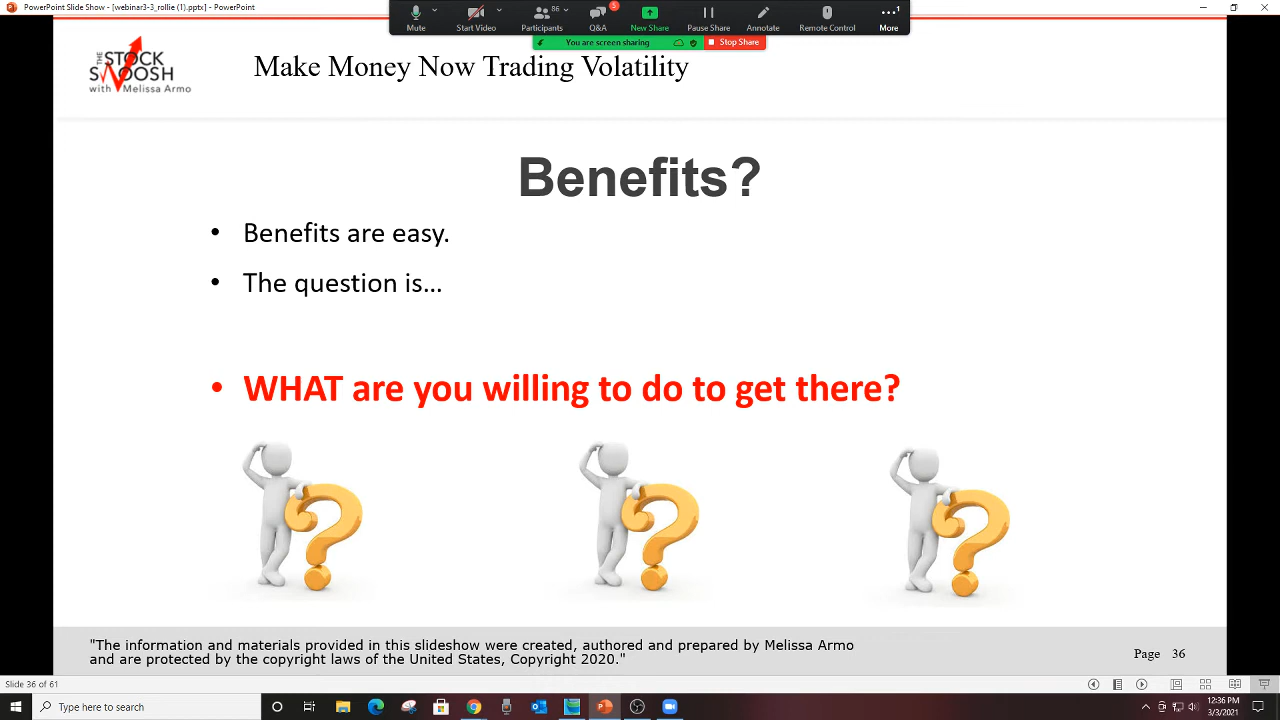 PowerPoint Slide Show - [webinar3-3_rollie (1).pptx] - PowerPoint
Mute
Start Video
86
Participants
5
Q&A
New Share
Pause Share
Annotate
Remote Control
1
More
You are screen sharing
Stop Share
THE STOCK
SWOOSH
with Melissa Armo
Make Money Now Trading Volatility
Benefits?
• Benefits are easy.
• The question is...
• WHAT are you willing to do to get there?
"The information and materials provided in this slideshow were created, authored and prepared by Melissa Armo
and are protected by the copyright laws of the United States, Copyright 2020."
Page 36
Slide 36 of 61
Type here to search
12:36 PM
3/3/2021